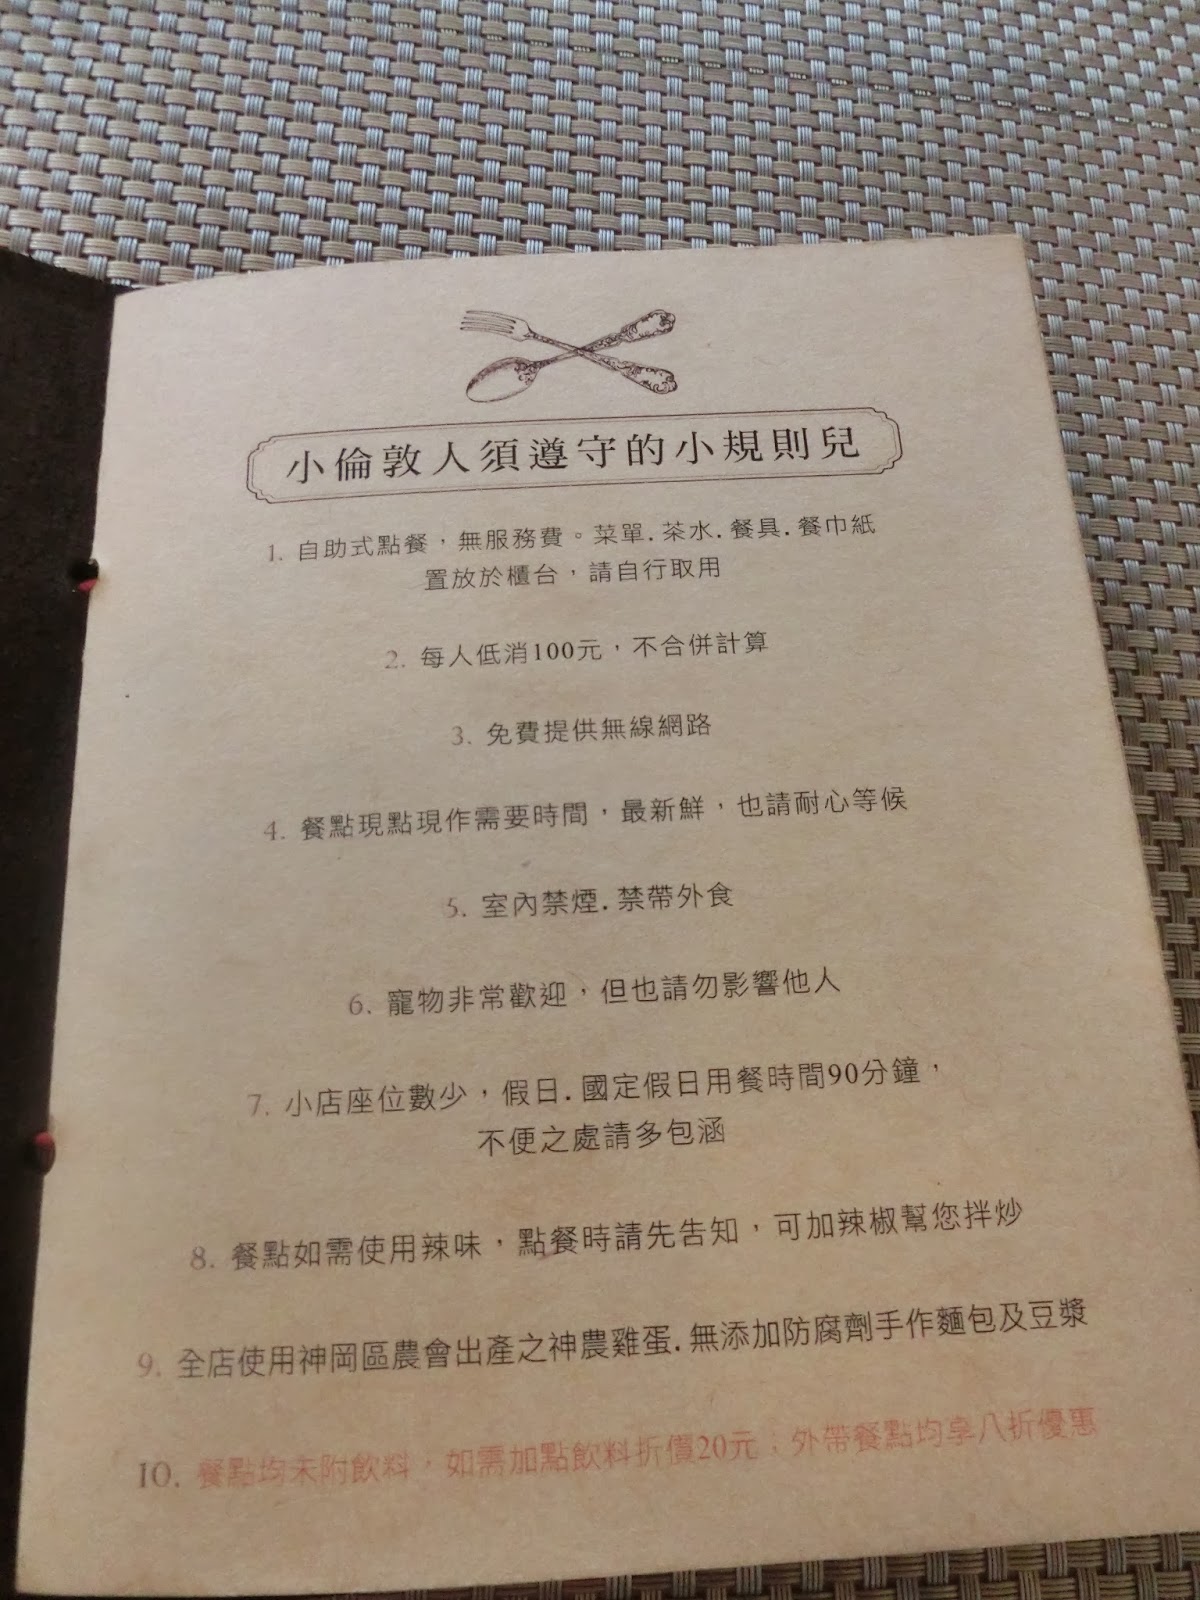 小倫敦人須遵守的小規則兒
1. 自助式點餐，無服務費。菜單.茶水.餐具.餐巾紙
置放於櫃台，請自行取用
2. 每人低消100元，不合併計算
3. 免費提供無線網路
4. 餐點現點現作需要時間，最新鮮，也請耐心等候
5. 室內禁煙.禁帶外食
6. 寵物非常歡迎，但也請勿影響他人
7. 小店座位數少，假日.國定假日用餐時間90分鐘，
不便之處請多包涵
8. 餐點如需使用辣味，點餐時請先告知，可加辣椒幫您拌炒
9. 全店使用神岡區農會出產之神農雞蛋.無添加防腐劑手作麵包及豆漿
10. 餐點均未附飲料，如需加點飲料折價20元；外帶餐點均享八折優惠